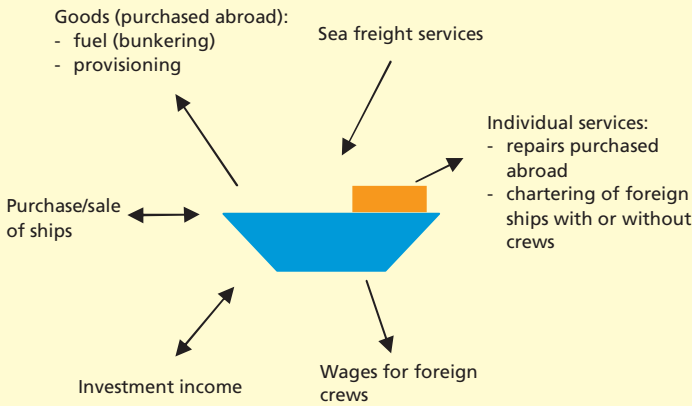 Goods (purchased abroad):
- fuel (bunkering)
- provisioning
Sea freight services
Individual services:
- repairs purchased
abroad
- chartering of foreign
ships with or without
crews
Purchase/sale
of ships
Investment income
Wages for foreign
crews